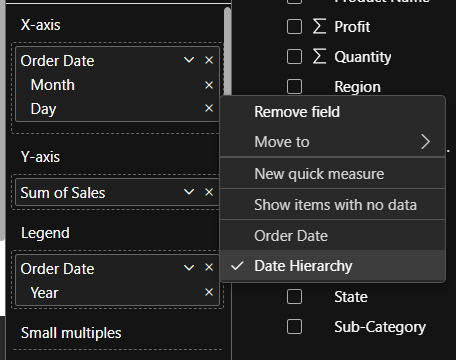 Product Name
X-axis
Σ Profit
Order Date
Σ Quantity
Month
Region
Day
Remove field
Move to
Y-axis
New quick measure
Sum of Sales
Show items with no data
Legend
Order Date
Order Date
Date Hierarchy
Year
State
Small multiples
Sub-Category